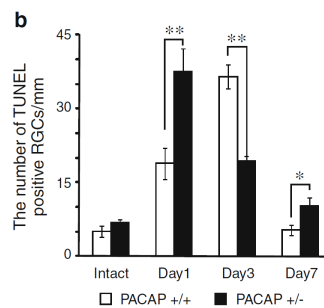 b
The number of TUNEL
positive RGCs/mm
45
30
15
0
**
**
*
Intact Day1 Day3 Day7
PACAP +/+ PACAP +/-